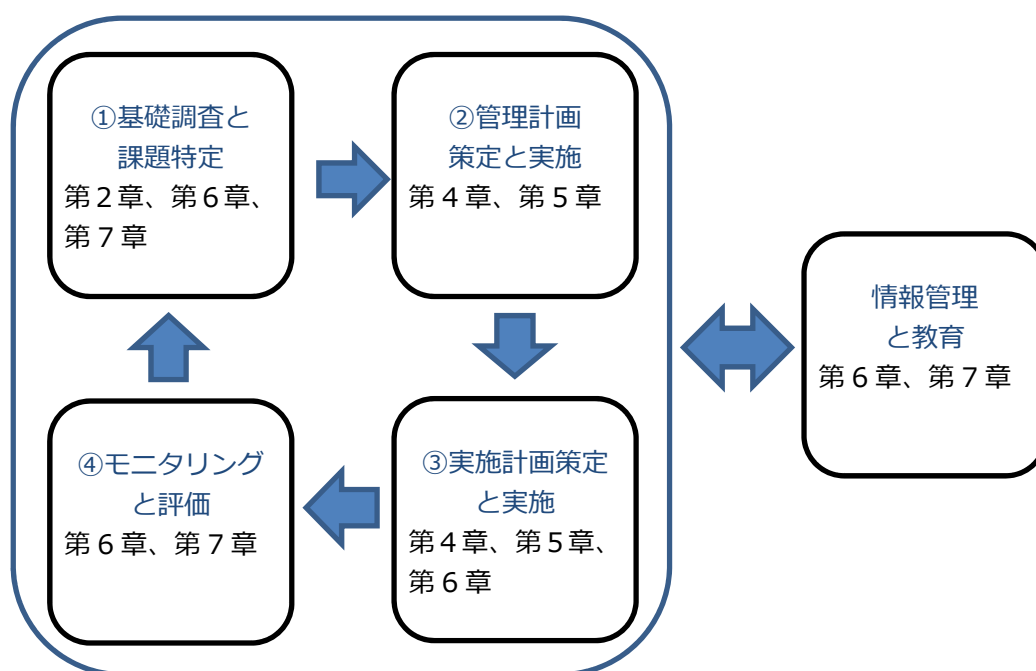 ①基礎調査と
課題特定
第２章、第６章、
第７章
②管理計画
策定と実施
第４章、第５章
③実施計画策定
と実施
第４章、第５章、
第６章
④モニタリング
と評価
第６章、第７章
情報管理
と教育
第６章、第７章